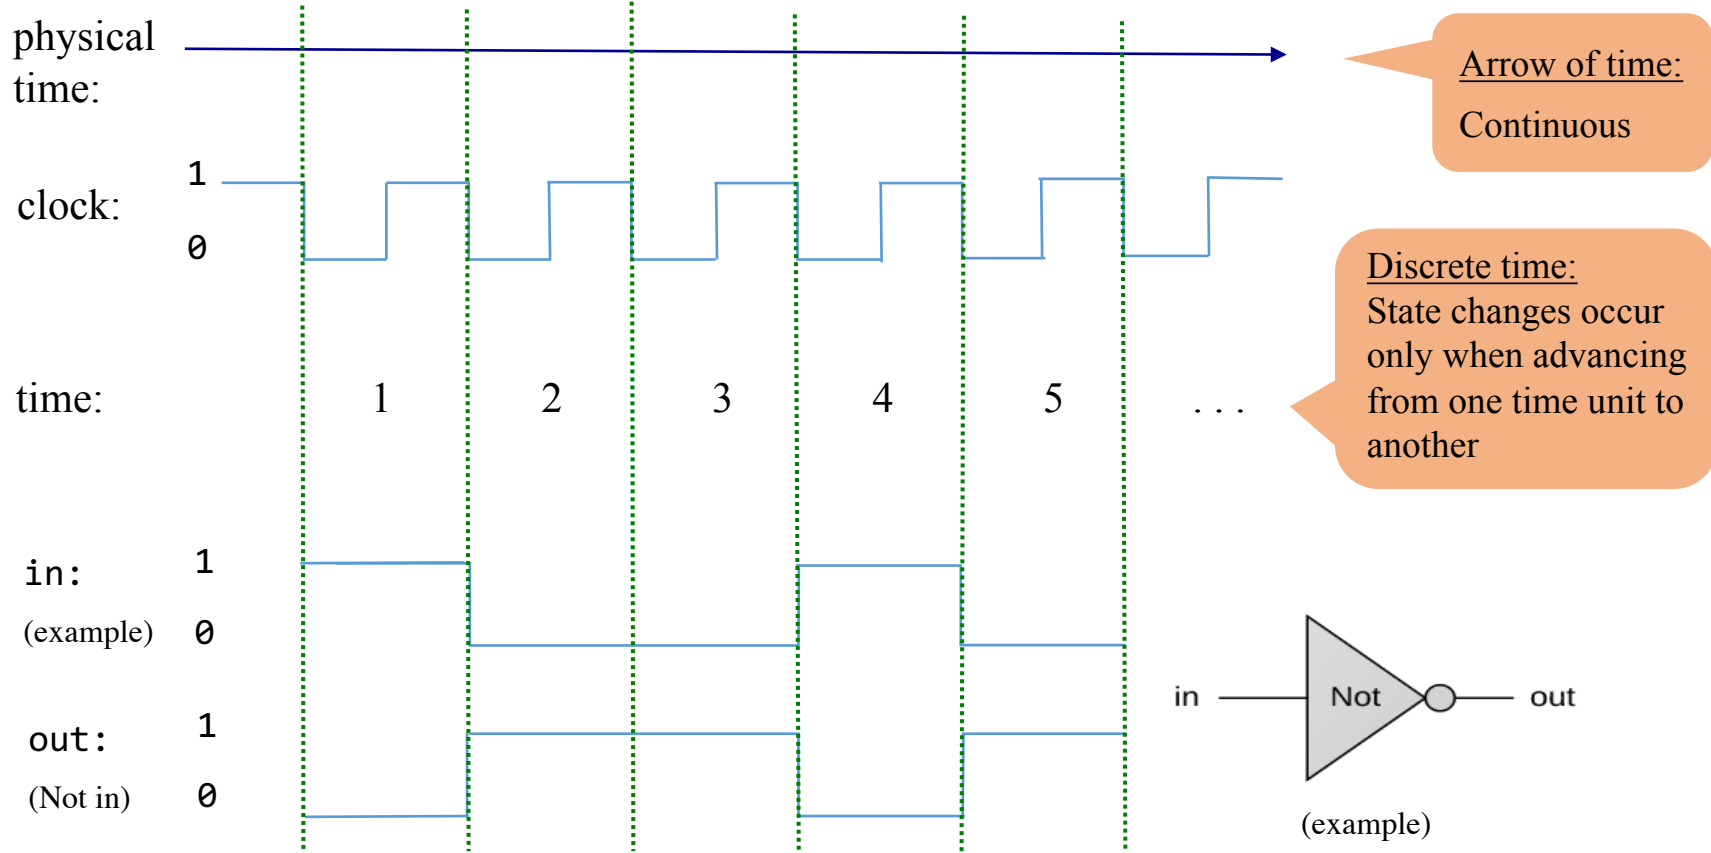 physical
time:
Arrow of time:
Continuous
clock:
1
0
Discrete time:
State changes occur
only when advancing
from one time unit to
another
time:
1 2 3 4 5 . . .
in:
(example)
1
0
out:
(Not in)
1
0
in Not out
(example)